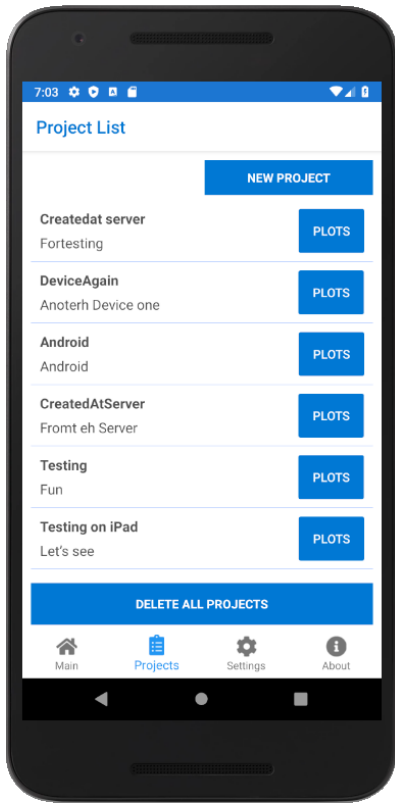 7:03
Project List
NEW PROJECT
Createdat server
Fortesting
PLOTS
DeviceAgain
Anoterh Device one
PLOTS
Android
Android
PLOTS
CreatedAtServer
Fromt eh Server
PLOTS
Testing
Fun
PLOTS
Testing on iPad
Let's see
PLOTS
DELETE ALL PROJECTS
Main
Projects
Settings
About